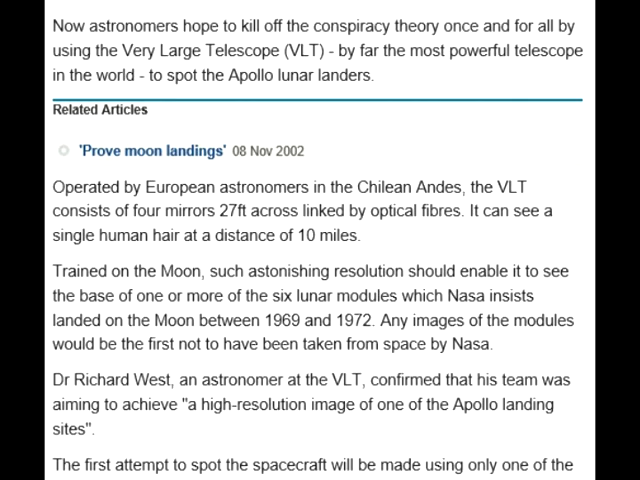 Now astronomers hope to kill off the conspiracy theory once and for all by
using the Very Large Telescope (VLT) - by far the most powerful telescope
in the world - to spot the Apollo lunar landers.
Related Articles
'Prove moon landings' 08 Nov 2002
Operated by European astronomers in the Chilean Andes, the VLT
consists of four mirrors 27ft across linked by optical fibres. It can see a
single human hair at a distance of 10 miles.
Trained on the Moon, such astonishing resolution should enable it to see
the base of one or more of the six lunar modules which Nasa insists
landed on the Moon between 1969 and 1972. Any images of the modules
would be the first not to have been taken from space by Nasa.
Dr Richard West, an astronomer at the VLT, confirmed that his team was
aiming to achieve "a high-resolution image of one of the Apollo landing
sites".
The first attempt to spot the spacecraft will be made using only one of the